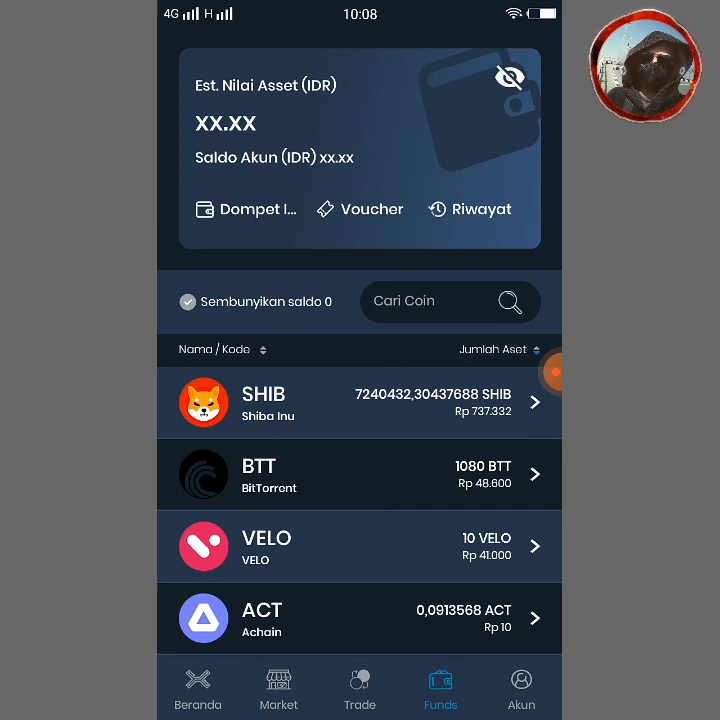 4G H 10:08
Est. Nilai Asset (IDR)
XX.XX
Saldo Akun (IDR) xx.xx
Dompet I... Voucher Riwayat
Sembunyikan saldo 0 Cari Coin
Nama / Kode Jumlah Aset
SHIB 7240432,30437688 SHIB
Shiba Inu Rp 737.332
BTT 1080 BTT
BitTorrent Rp 48.600
VELO 10 VELO
VELO Rp 41.000
ACT 0,0913568 ACT
Achain Rp 10
Beranda Market Trade Funds Akun